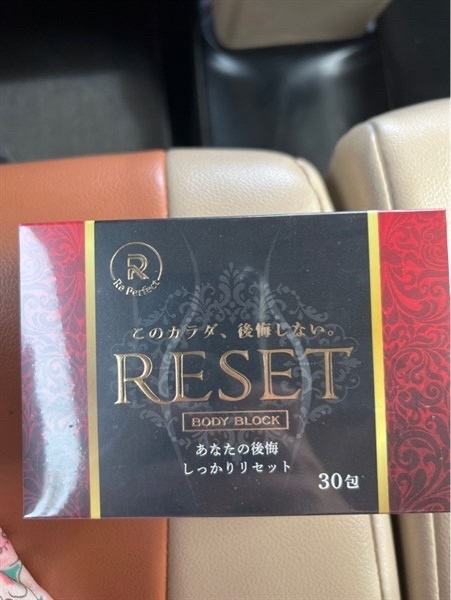 R
Re Perfect
このカラダ、後悔しない。
RESET
BODY BLOCK
あなたの後悔
しっかりリセット
30包